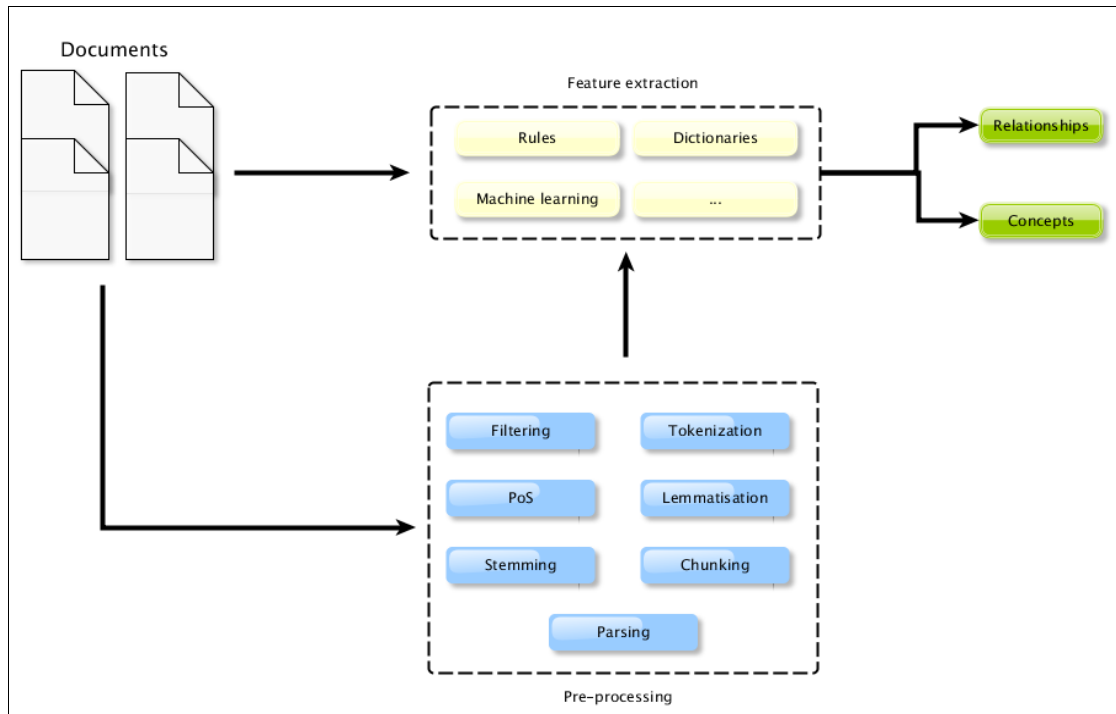 Documents
Feature extraction
Rules
Dictionaries
Machine learning
...
Relationships
Concepts
Filtering
Tokenization
PoS
Lemmatisation
Stemming
Chunking
Parsing
Pre-processing